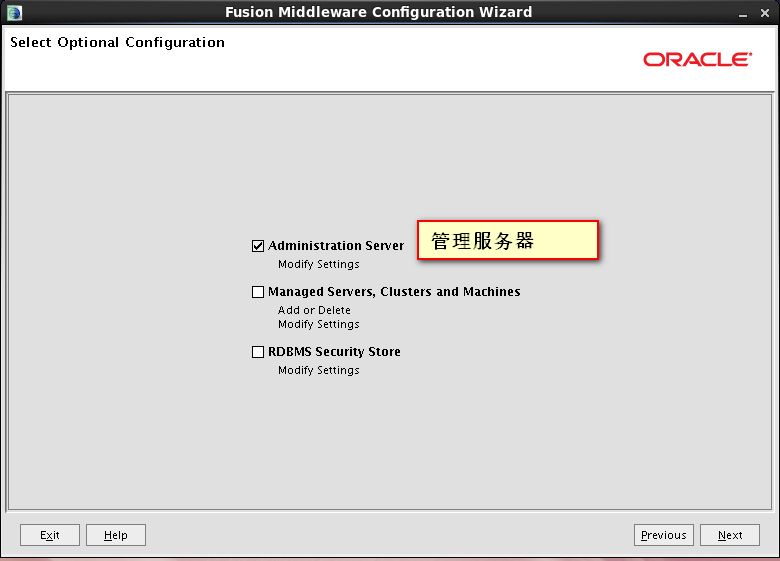 Fusion Middleware Configuration Wizard
Select Optional Configuration
ORACLE
Administration Server
管理服务器
Modify Settings
Managed Servers, Clusters and Machines
Add or Delete
Modify Settings
RDBMS Security Store
Modify Settings
Exit
Help
Previous
Next